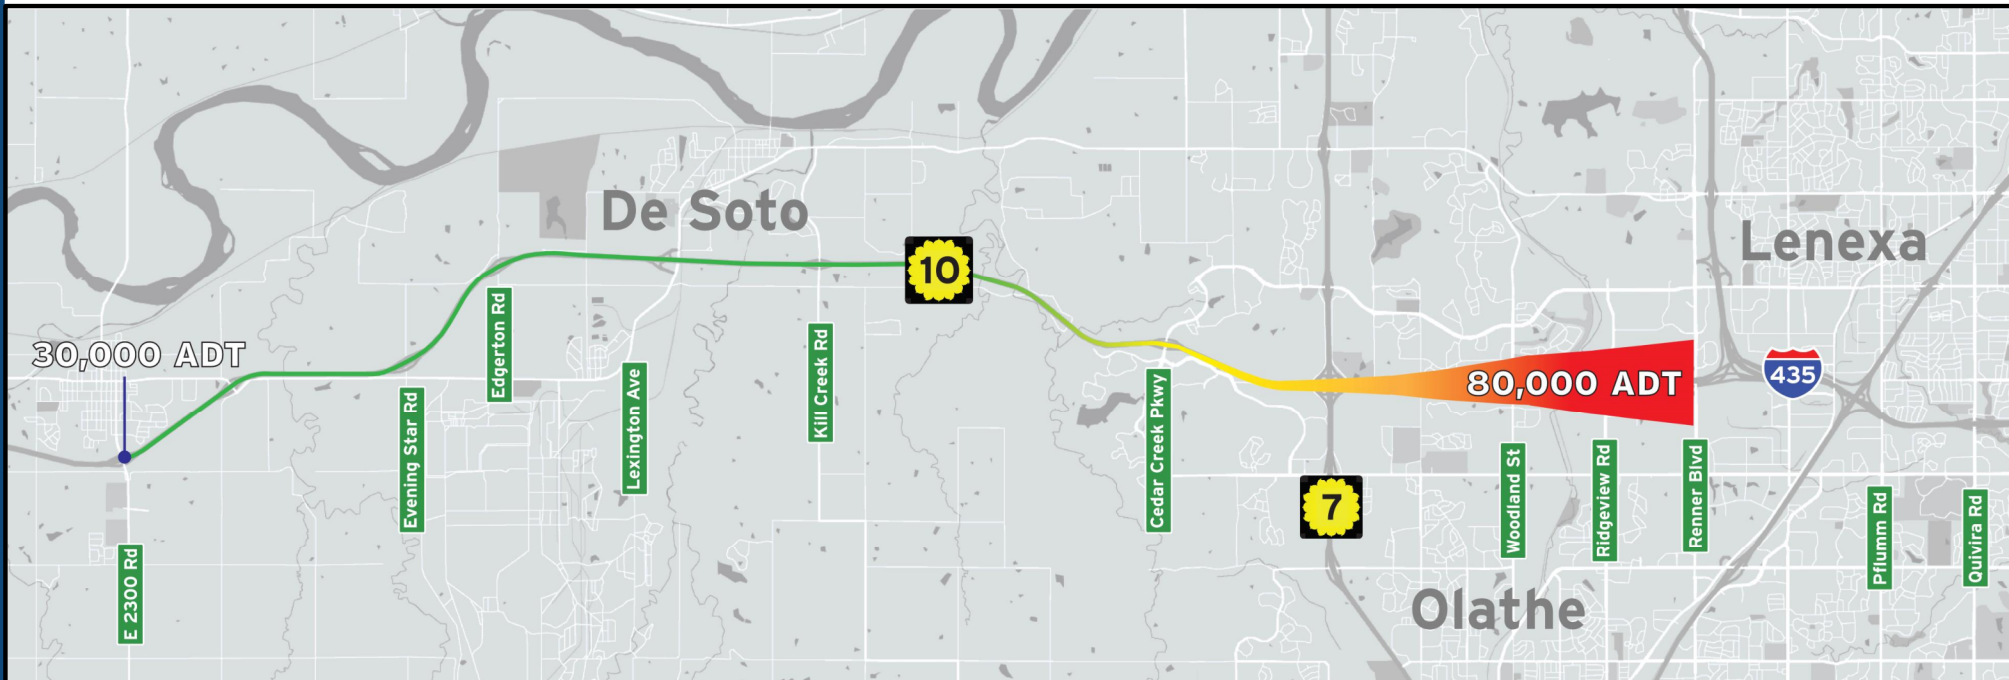 De Soto
10
Lenexa
30,000 ADT
Edgerton Rd
80,000 ADT
435
Evening Star Rd
Lexington Ave
Kill Creek Rd
Cedar Creek Pkwy
7
Woodland St
Ridgeview Rd
Renner Blvd
Pflumm Rd
Quivira Rd
E 2300 Rd
Olathe